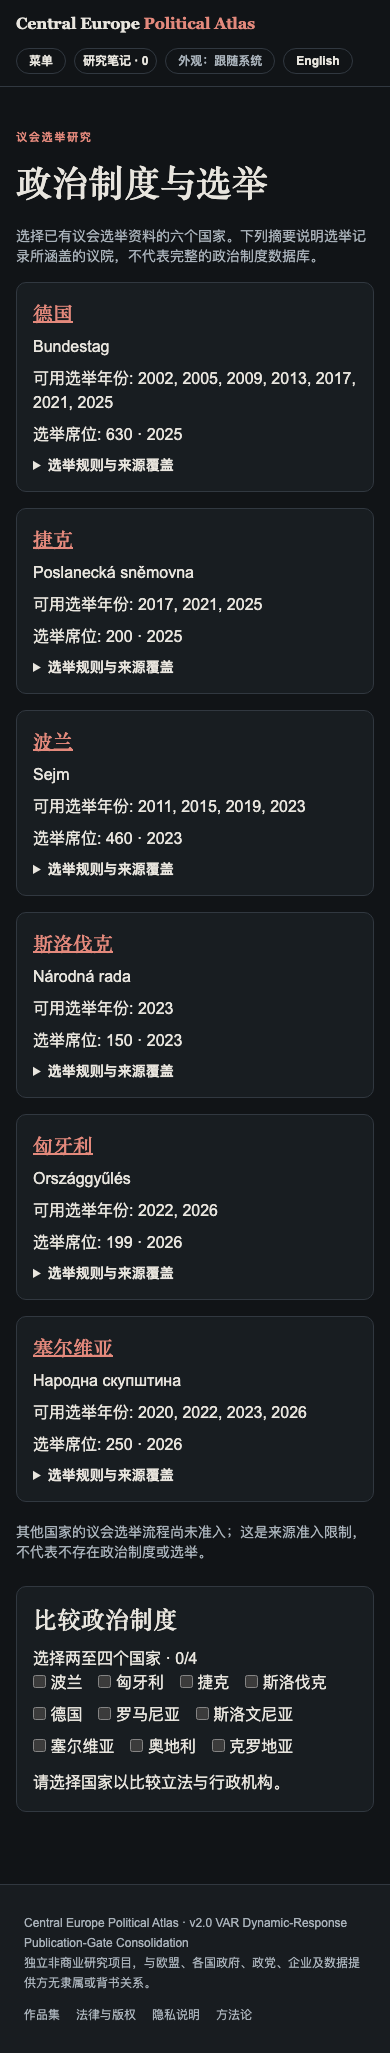 Central Europe Political Atlas
菜单
研究笔记 · 0
外观：跟随系统
English
议会选举研究
政治制度与选举
选择已有议会选举资料的六个国家。下列摘要说明选举记
录所涵盖的议院，不代表完整的政治制度数据库。
德国
Bundestag
可用选举年份: 2002, 2005, 2009, 2013, 2017,
2021, 2025
选举席位: 630 · 2025
▶ 选举规则与来源覆盖
捷克
Poslanecká sněmovna
可用选举年份: 2017, 2021, 2025
选举席位: 200 · 2025
▶ 选举规则与来源覆盖
波兰
Sejm
可用选举年份: 2011, 2015, 2019, 2023
选举席位: 460 · 2023
▶ 选举规则与来源覆盖
斯洛伐克
Národná rada
可用选举年份: 2023
选举席位: 150 · 2023
▶ 选举规则与来源覆盖
匈牙利
Országgyűlés
可用选举年份: 2022, 2026
选举席位: 199 · 2026
▶ 选举规则与来源覆盖
塞尔维亚
Народна скупштина
可用选举年份: 2020, 2022, 2023, 2026
选举席位: 250 · 2026
▶ 选举规则与来源覆盖
其他国家的议会选举流程尚未准入；这是来源准入限制，
不代表不存在政治制度或选举。
比较政治制度
选择两至四个国家 · 0/4
波兰 匈牙利 捷克 斯洛伐克
德国 罗马尼亚 斯洛文尼亚
塞尔维亚 奥地利 克罗地亚
请选择国家以比较立法与行政机构。
Central Europe Political Atlas · v2.0 VAR Dynamic-Response
Publication-Gate Consolidation
独立非商业研究项目，与欧盟、各国政府、政党、企业及数据提
供方无隶属或背书关系。
作品集 法律与版权 隐私说明 方法论